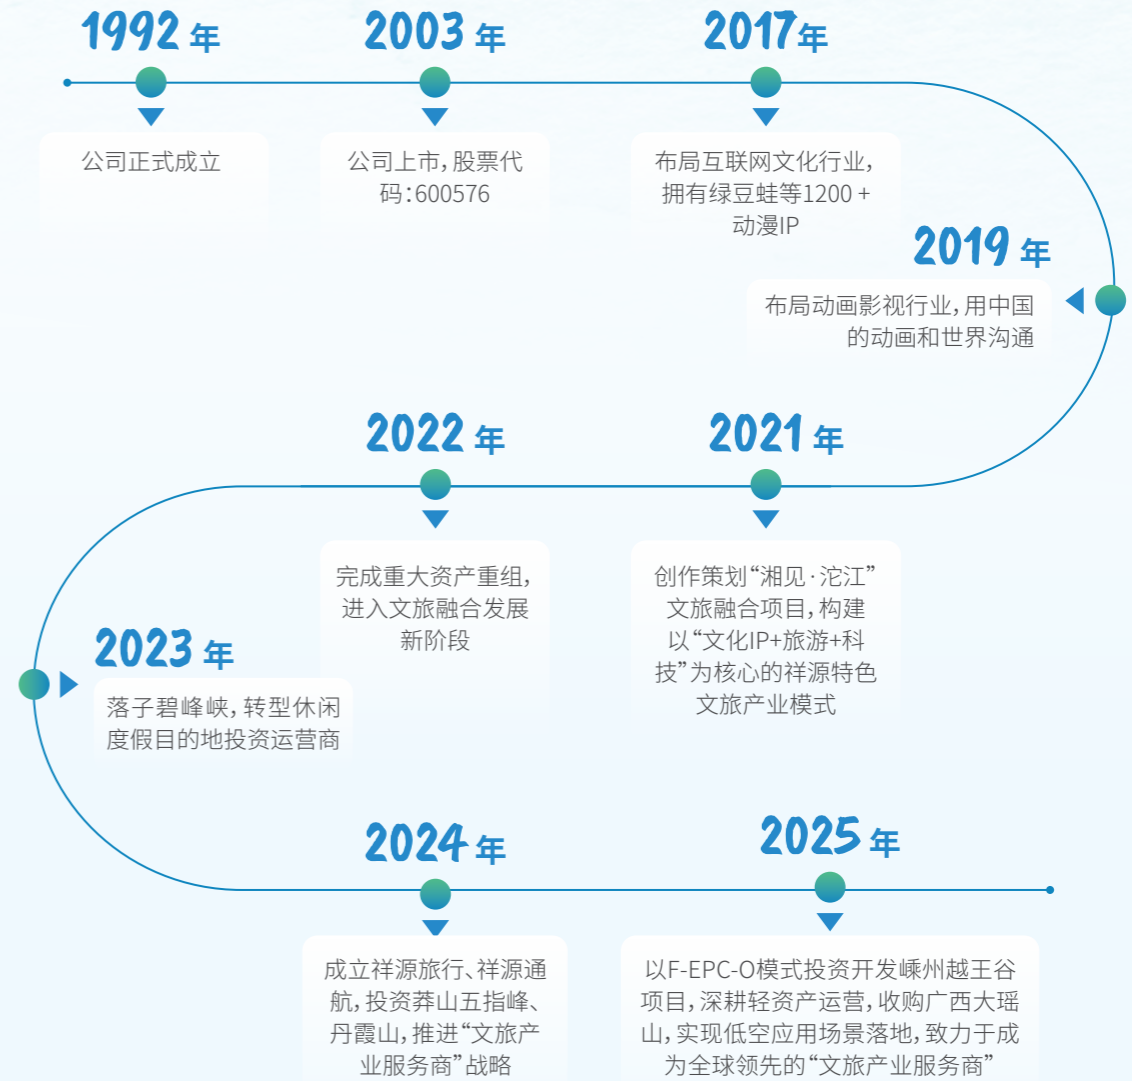 1992 年
公司正式成立
2003 年
公司上市，股票代
码：600576
2017年
布局互联网文化行业，
拥有绿豆蛙等1200 +
动漫IP
2019 年
布局动画影视行业，用中国
的动画和世界沟通
2021 年
创作策划“湘见·沱江”
文旅融合项目，构建
以“文化IP+旅游+科
技”为核心的祥源特色
文旅产业模式
2022 年
完成重大资产重组，
进入文旅融合发展
新阶段
2023 年
落子碧峰峡，转型休闲
度假目的地投资运营商
2024 年
成立祥源旅行、祥源通
航，投资莽山五指峰、
丹霞山，推进“文旅产
业服务商”战略
2025 年
以F-EPC-O模式投资开发嵊州越王谷
项目，深耕轻资产运营，收购广西大瑶
山，实现低空应用场景落地，致力于成
为全球领先的“文旅产业服务商”